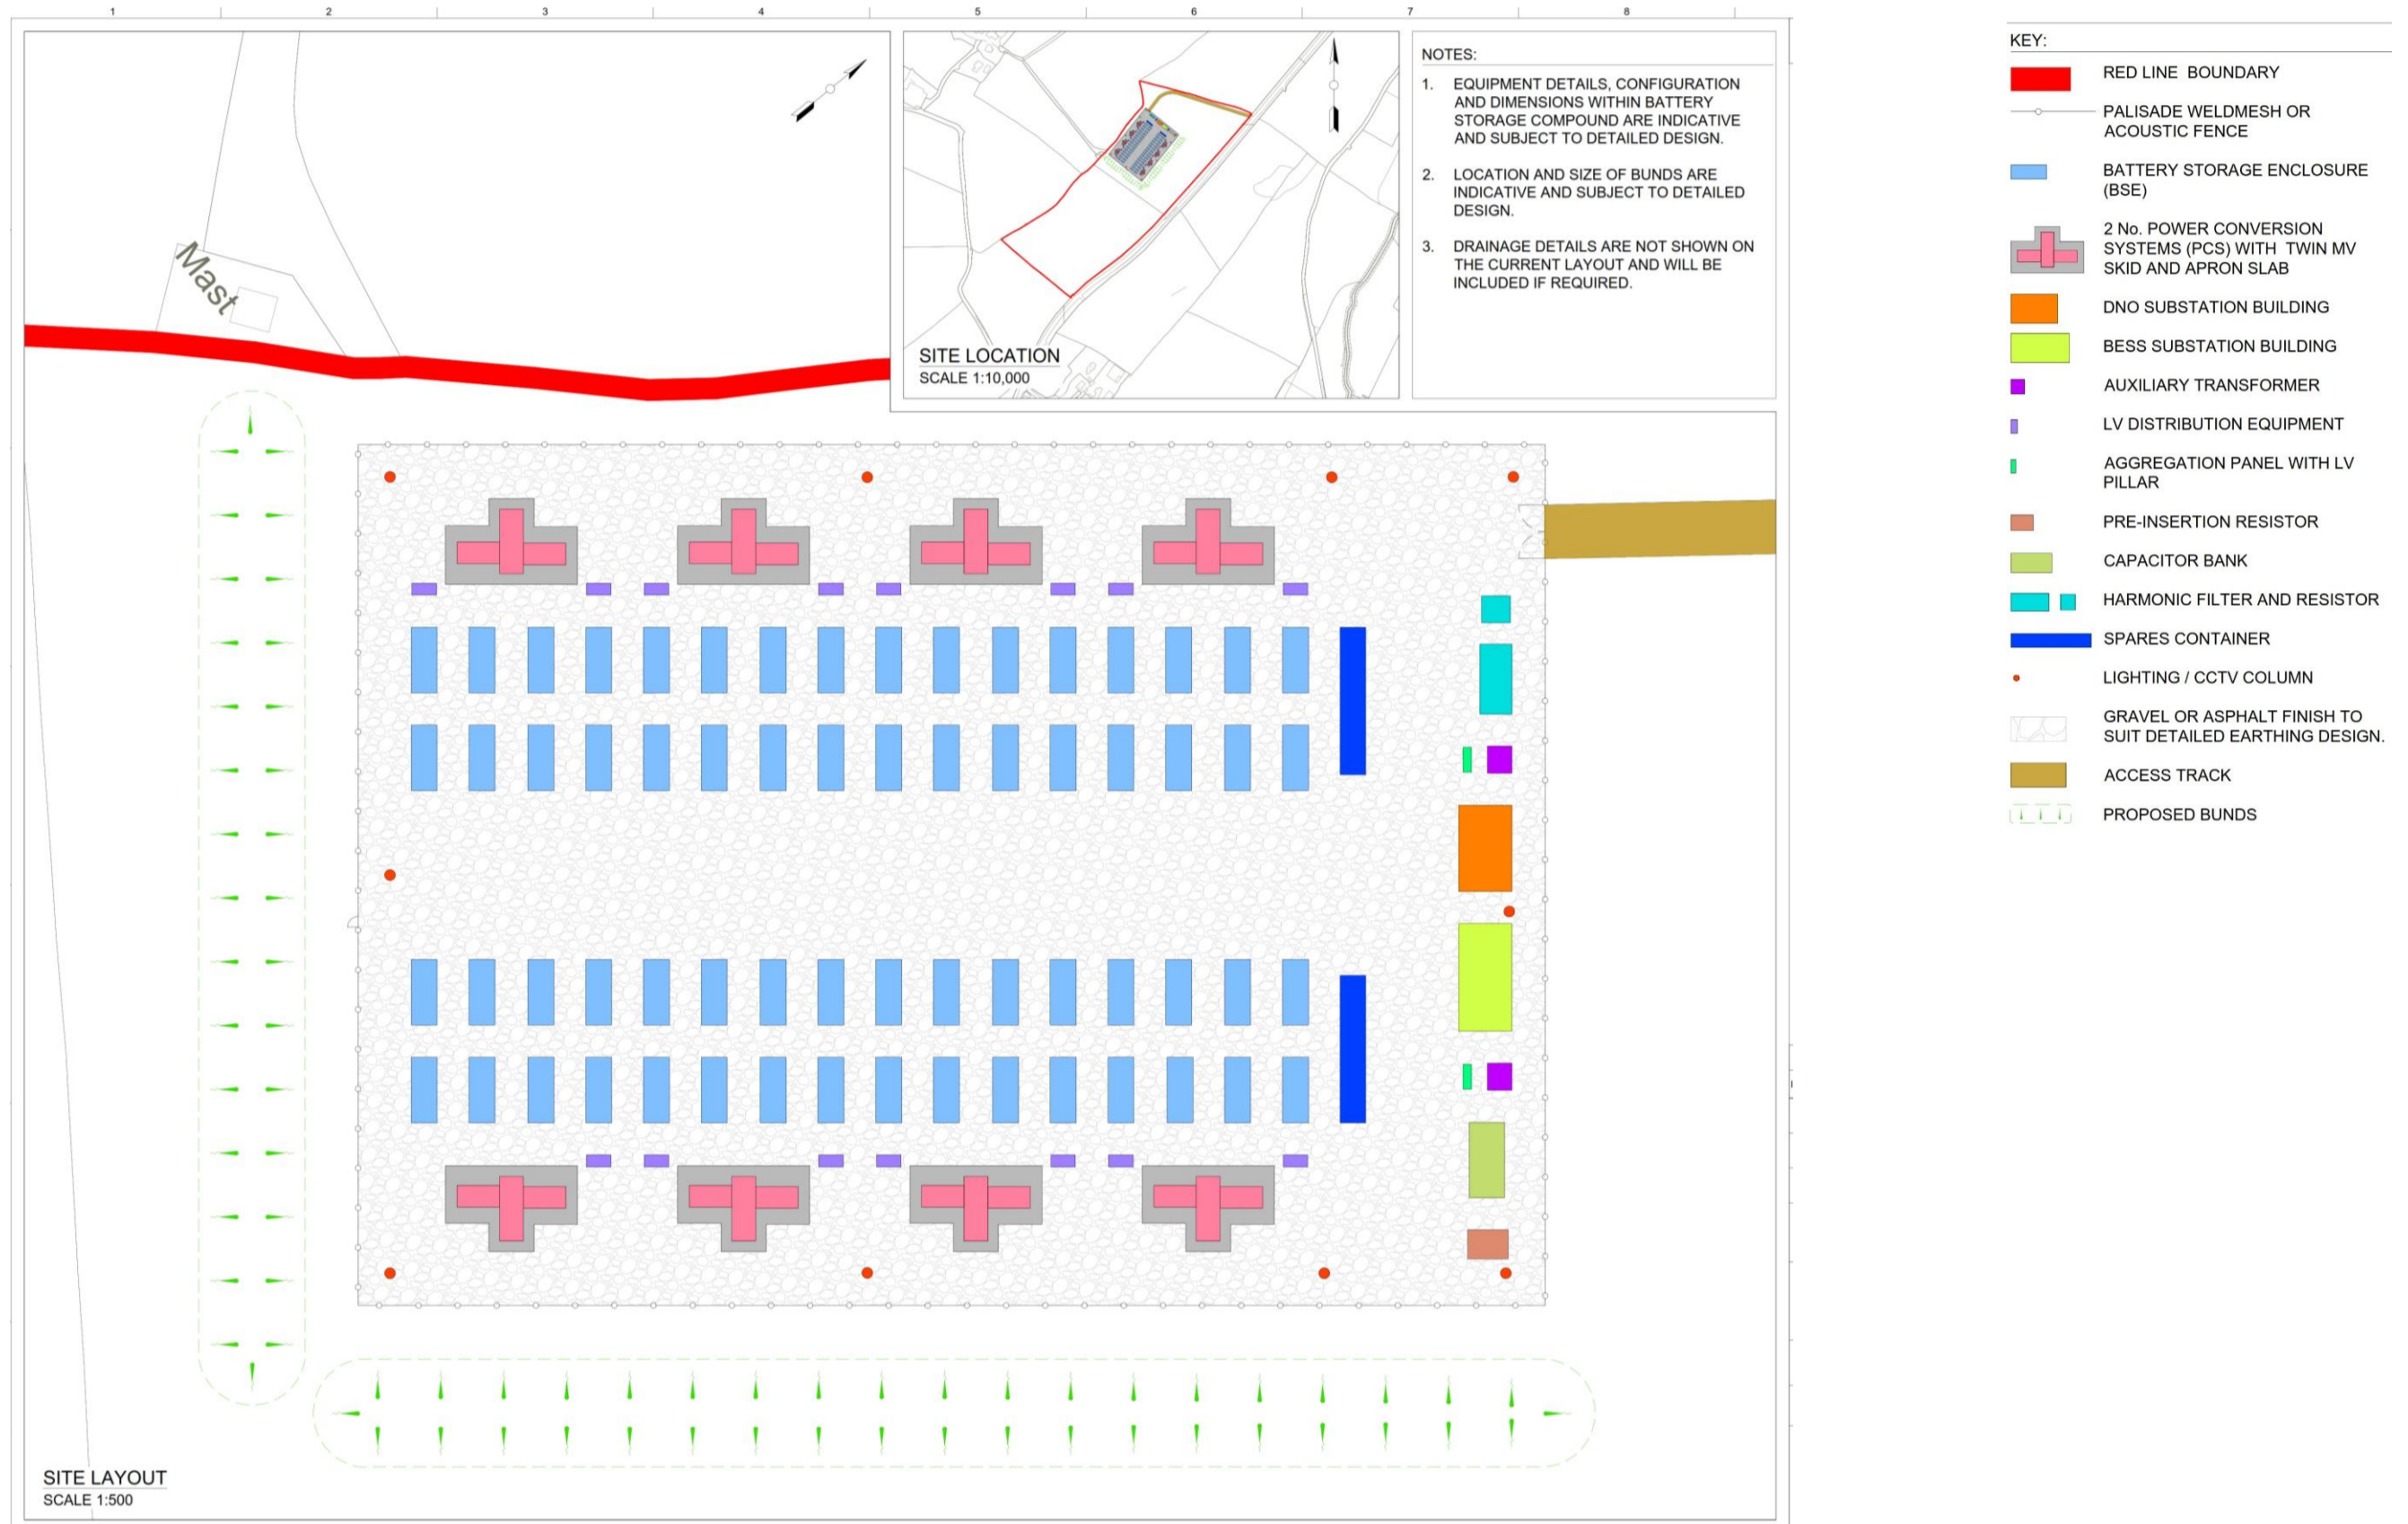 1 2 3 4 5 6 7 8
Mast
SITE LOCATION
SCALE 1:10,000
NOTES:
1. EQUIPMENT DETAILS, CONFIGURATION
AND DIMENSIONS WITHIN BATTERY
STORAGE COMPOUND ARE INDICATIVE
AND SUBJECT TO DETAILED DESIGN.
2. LOCATION AND SIZE OF BUNDS ARE
INDICATIVE AND SUBJECT TO DETAILED
DESIGN.
3. DRAINAGE DETAILS ARE NOT SHOWN ON
THE CURRENT LAYOUT AND WILL BE
INCLUDED IF REQUIRED.
SITE LAYOUT
SCALE 1:500
KEY:
RED LINE BOUNDARY
PALISADE WELDMESH OR
ACOUSTIC FENCE
BATTERY STORAGE ENCLOSURE
(BSE)
2 No. POWER CONVERSION
SYSTEMS (PCS) WITH TWIN MV
SKID AND APRON SLAB
DNO SUBSTATION BUILDING
BESS SUBSTATION BUILDING
AUXILIARY TRANSFORMER
LV DISTRIBUTION EQUIPMENT
AGGREGATION PANEL WITH LV
PILLAR
PRE-INSERTION RESISTOR
CAPACITOR BANK
HARMONIC FILTER AND RESISTOR
SPARES CONTAINER
LIGHTING / CCTV COLUMN
GRAVEL OR ASPHALT FINISH TO
SUIT DETAILED EARTHING DESIGN.
ACCESS TRACK
PROPOSED BUNDS